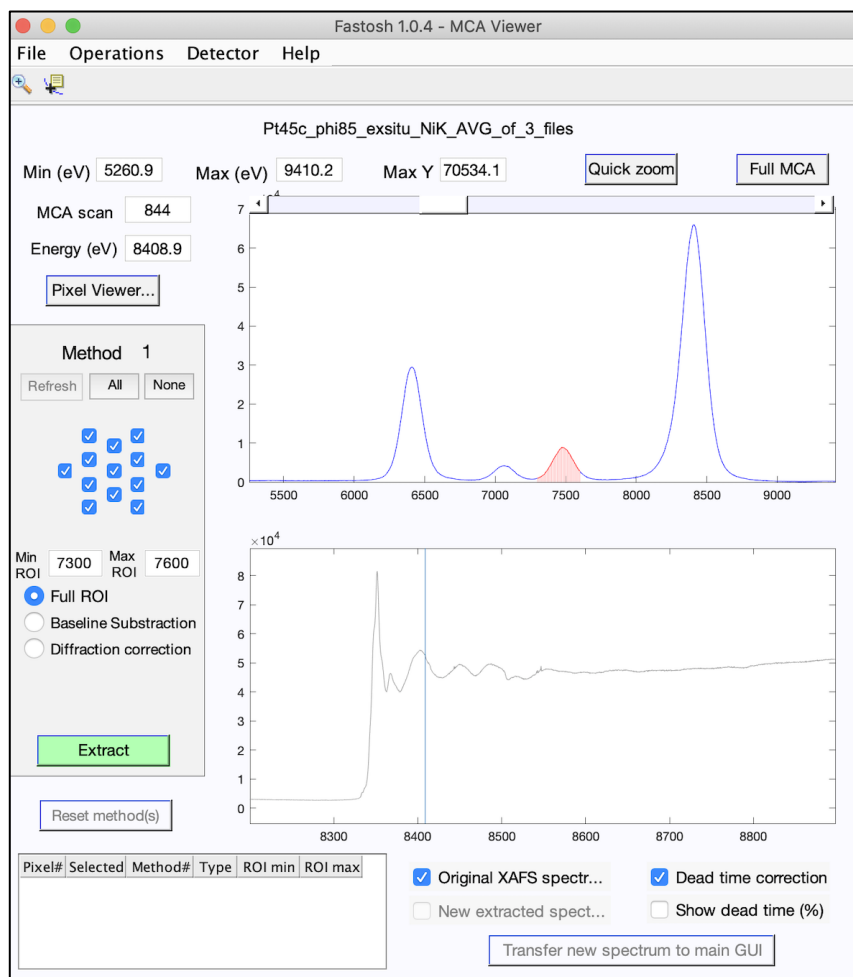 Fastosh 1.0.4 - MCA Viewer
File Operations Detector Help
Pt45c_phi85_exsitu_NiK_AVG_of_3_files
Min (eV) 5260.9 Max (eV) 9410.2 Max Y 70534.1 Quick zoom Full MCA
MCA scan 844
Energy (eV) 8408.9
Pixel Viewer...
Method 1
Refresh All None
Min ROI 7300 Max ROI 7600
Full ROI
Baseline Substraction
Diffraction correction
Extract
Reset method(s)
7
6
5
4
3
2
1
0
5500 6000 6500 7000 7500 8000 8500 9000
×10⁴
8
7
6
5
4
3
2
1
0
8300 8400 8500 8600 8700 8800
Pixel# Selected Method# Type ROI min ROI max
Original XAFS spectr... Dead time correction
New extracted spect... Show dead time (%)
Transfer new spectrum to main GUI